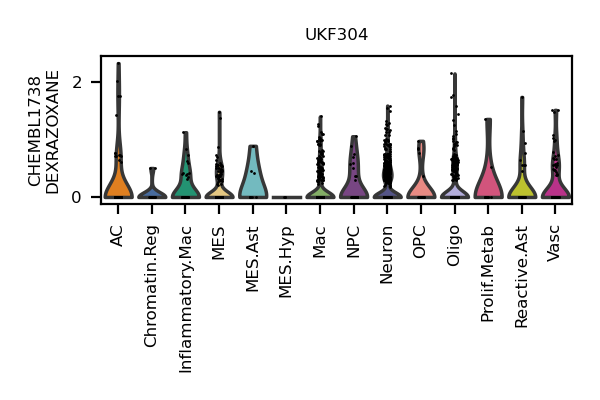 UKF304
CHEMBL1738
DEXRAZOXANE
2
0
AC
Chromatin.Reg
Inflammatory.Mac
MES
MES.Ast
MES.Hyp
Mac
NPC
Neuron
OPC
Oligo
Prolif.Metab
Reactive.Ast
Vasc